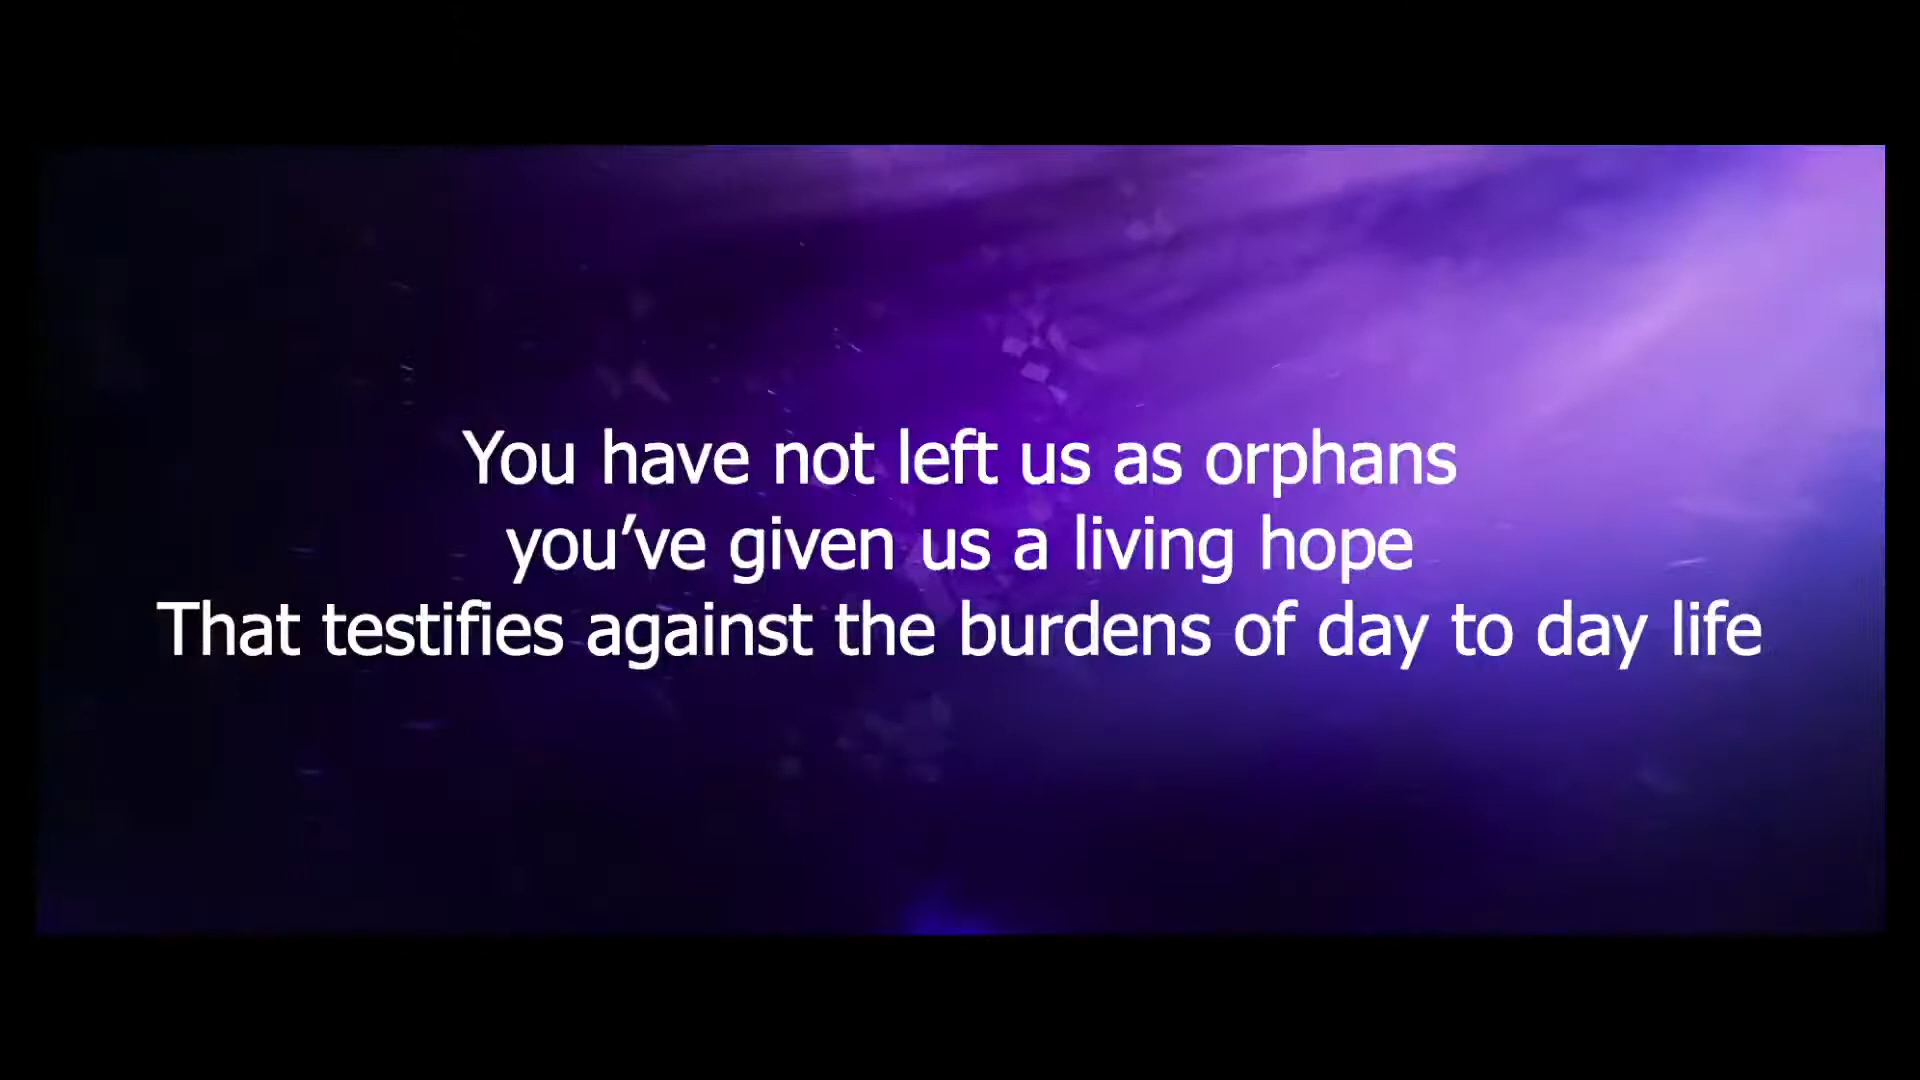 You have not left us as orphans
you’ve given us a living hope
That testifies against the burdens of day to day life